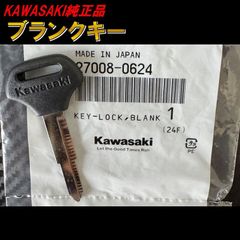 KAWASAKI純正品
ブランクキー
MADE IN JAPAN
27008-0624
KEY-LOCK,BLANK 1
(24F)
Kawasaki
Kawasaki
Let the Good Times Roll
PE